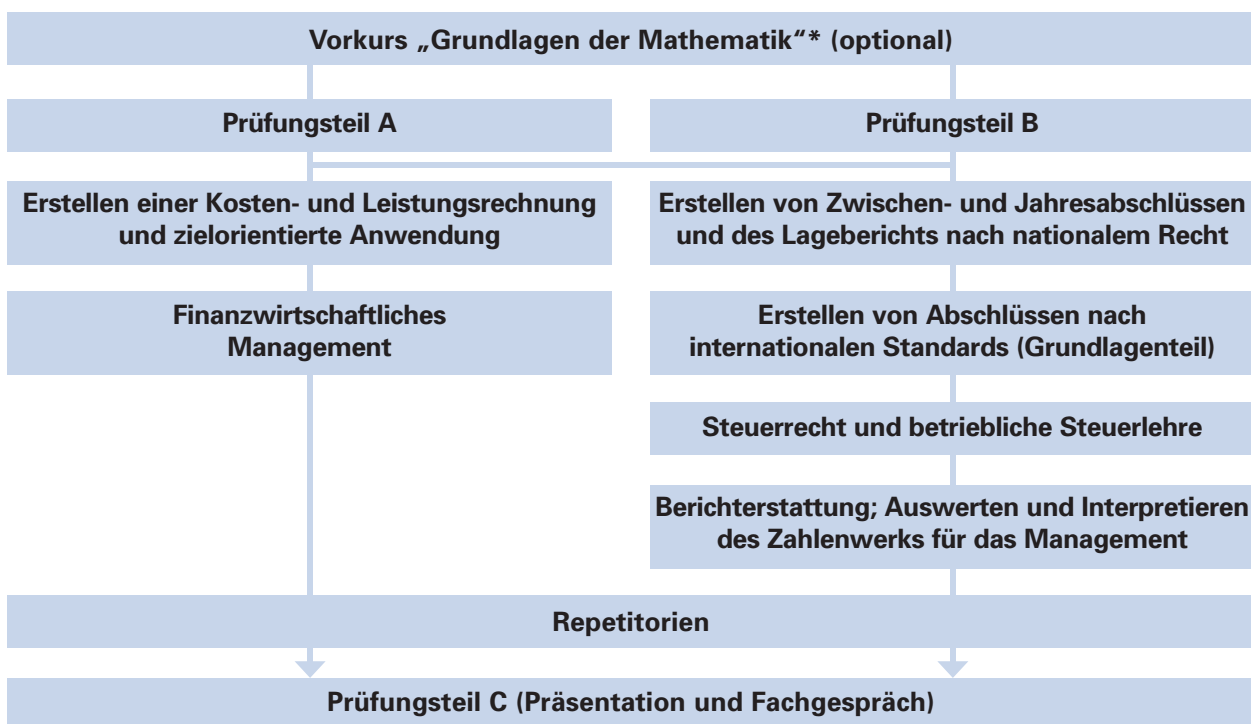 Vorkurs „Grundlagen der Mathematik“* (optional)
Prüfungsteil A
Prüfungsteil B
Erstellen einer Kosten- und Leistungsrechnung
und zielorientierte Anwendung
Erstellen von Zwischen- und Jahresabschlüssen
und des Lageberichts nach nationalem Recht
Finanzwirtschaftliches
Management
Erstellen von Abschlüssen nach
internationalen Standards (Grundlagenteil)
Steuerrecht und betriebliche Steuerlehre
Berichterstattung; Auswerten und Interpretieren
des Zahlenwerks für das Management
Repetitorien
Prüfungsteil C (Präsentation und Fachgespräch)